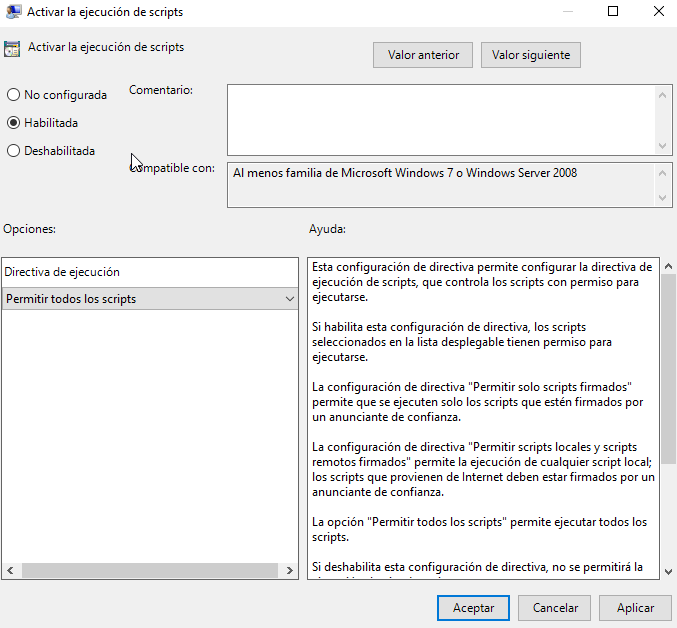 Activar la ejecución de scripts
Activar la ejecución de scripts
Valor anterior
Valor siguiente
No configurada
Habilitada
Deshabilitada
Comentario:
Compatible con:
Al menos familia de Microsoft Windows 7 o Windows Server 2008
Opciones:
Ayuda:
Directiva de ejecución
Permitir todos los scripts
Esta configuración de directiva permite configurar la directiva de
ejecución de scripts, que controla los scripts con permiso para
ejecutarse.
Si habilita esta configuración de directiva, los scripts
seleccionados en la lista desplegable tienen permiso para
ejecutarse.
La configuración de directiva "Permitir solo scripts firmados"
permite que se ejecuten solo los scripts que estén firmados por
un anunciante de confianza.
La configuración de directiva "Permitir scripts locales y scripts
remotos firmados" permite la ejecución de cualquier script local;
los scripts que provienen de Internet deben estar firmados por un
anunciante de confianza.
La opción "Permitir todos los scripts" permite ejecutar todos los
scripts.
Si deshabilita esta configuración de directiva, no se permitirá la
Aceptar
Cancelar
Aplicar